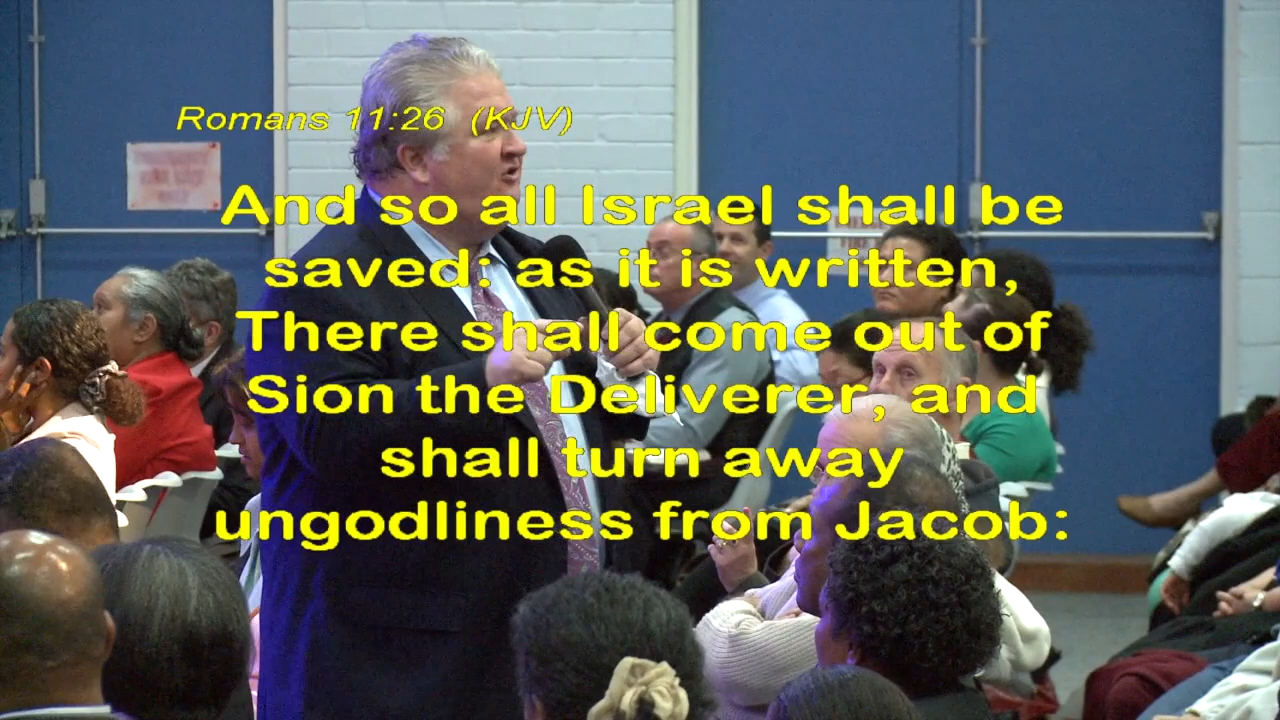 Romans 11:26 (KJV)
And so all Israel shall be
saved: as it is written,
There shall come out of
Sion the Deliverer, and
shall turn away
ungodliness from Jacob: